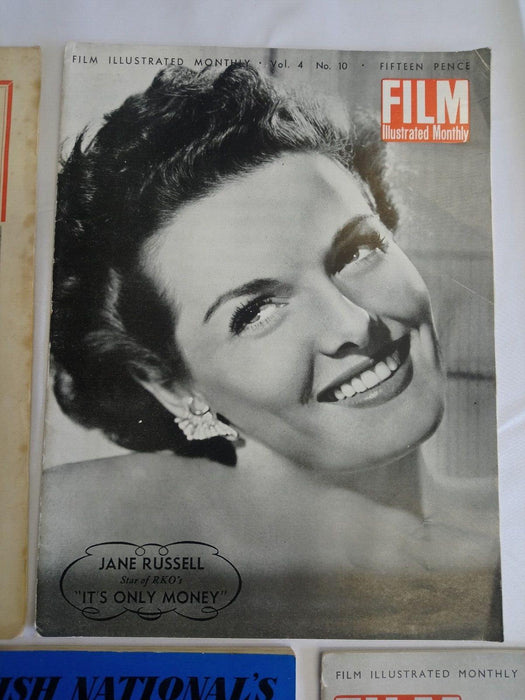 FILM ILLUSTRATED MONTHLY · Vol. 4 No. 10 · FIFTEEN PENCE
FILM
Illustrated Monthly
JANE RUSSELL
Star of RKO's
"IT'S ONLY MONEY"
ISH NATIONAL'S
FILM ILLUSTRATED MONTHLY